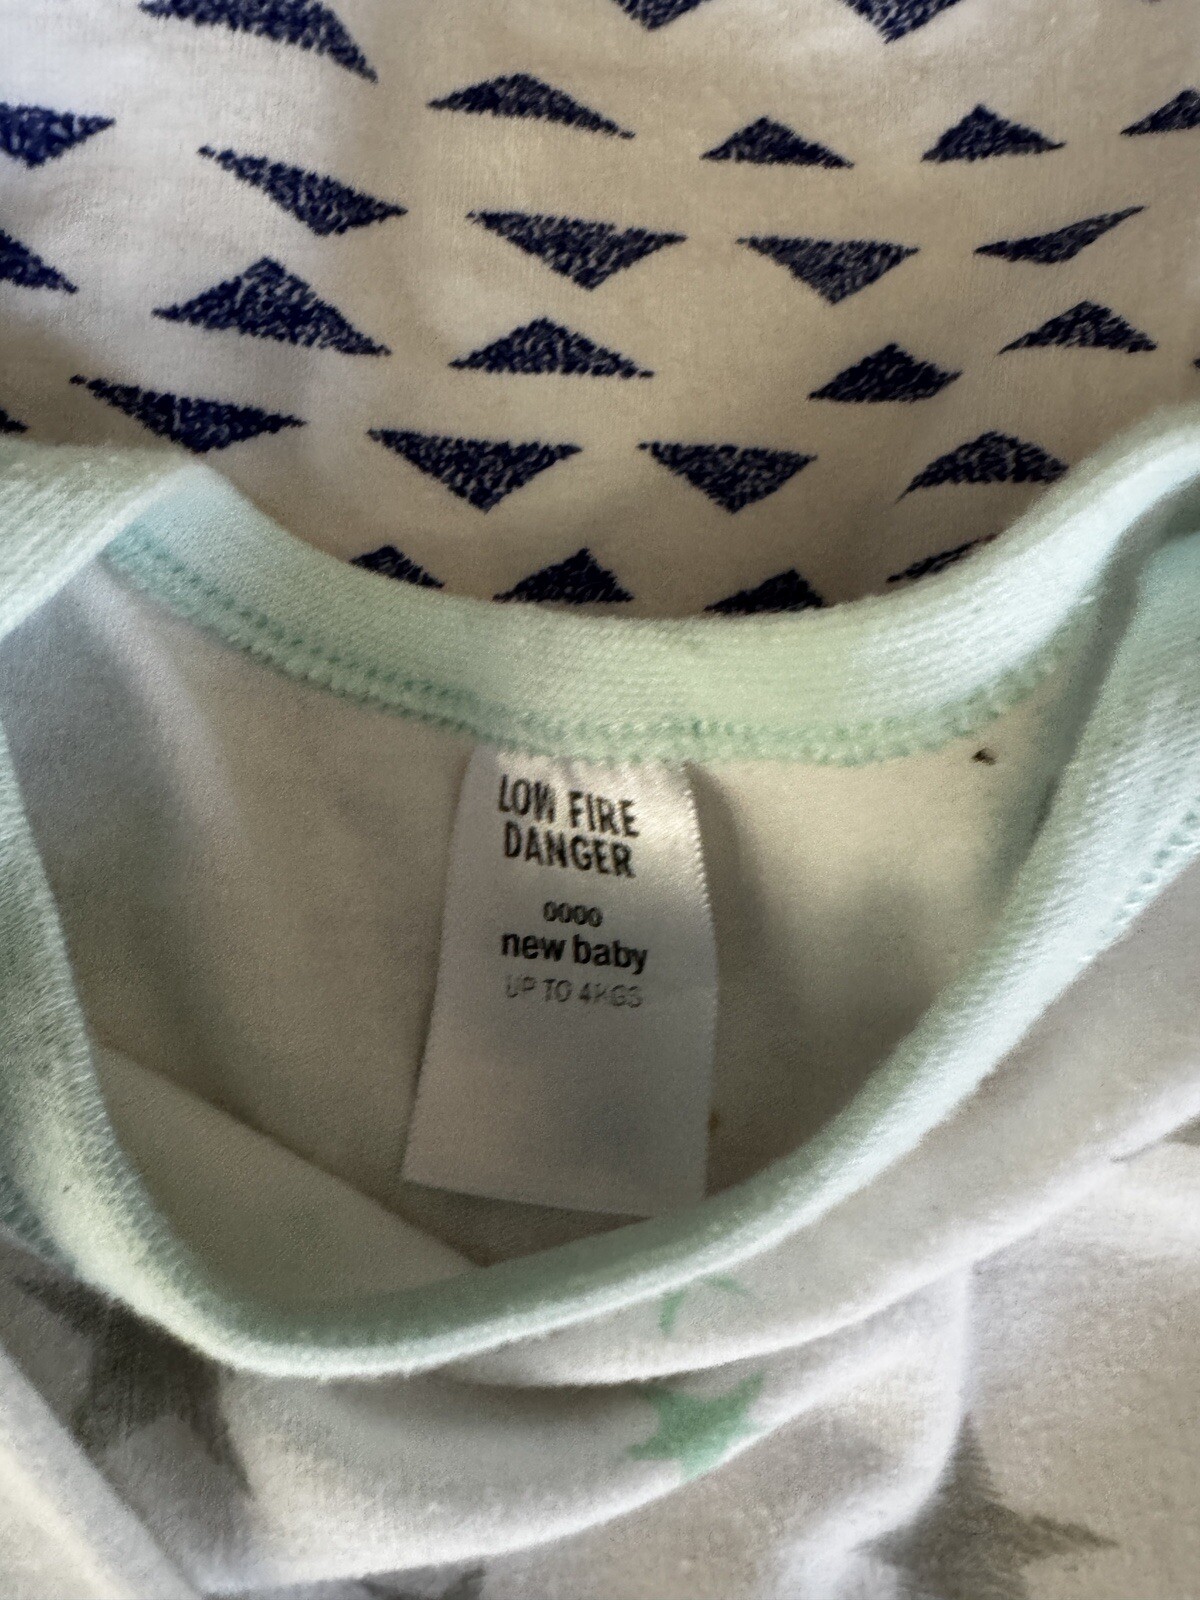 LOW FIRE
DANGER
0000
new baby
UP TO 4KGS